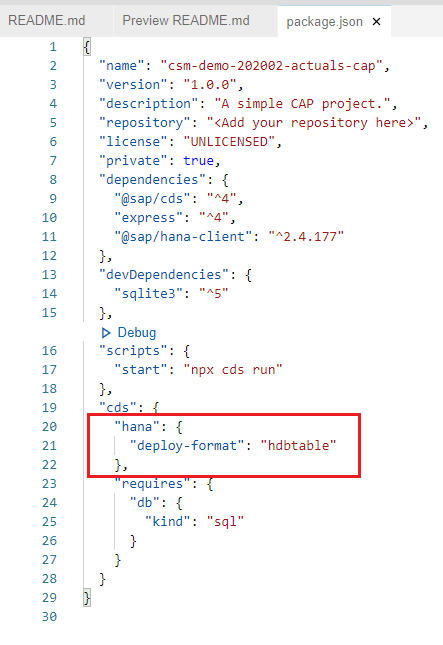 README.md Preview README.md package.json ×
1 {
2 "name": "csm-demo-202002-actuals-cap",
3 "version": "1.0.0",
4 "description": "A simple CAP project.",
5 "repository": "<Add your repository here>",
6 "license": "UNLICENSED",
7 "private": true,
8 "dependencies": {
9 "@sap/cds": "^4",
10 "express": "^4",
11 "@sap/hana-client": "^2.4.177"
12 },
13 "devDependencies": {
14 "sqlite3": "^5"
15 },
Debug
16 "scripts": {
17 "start": "npx cds run"
18 },
19 "cds": {
20 "hana": {
21 "deploy-format": "hdbtable"
22 },
23 "requires": {
24 "db": {
25 "kind": "sql"
26 }
27 }
28 }
29 }
30